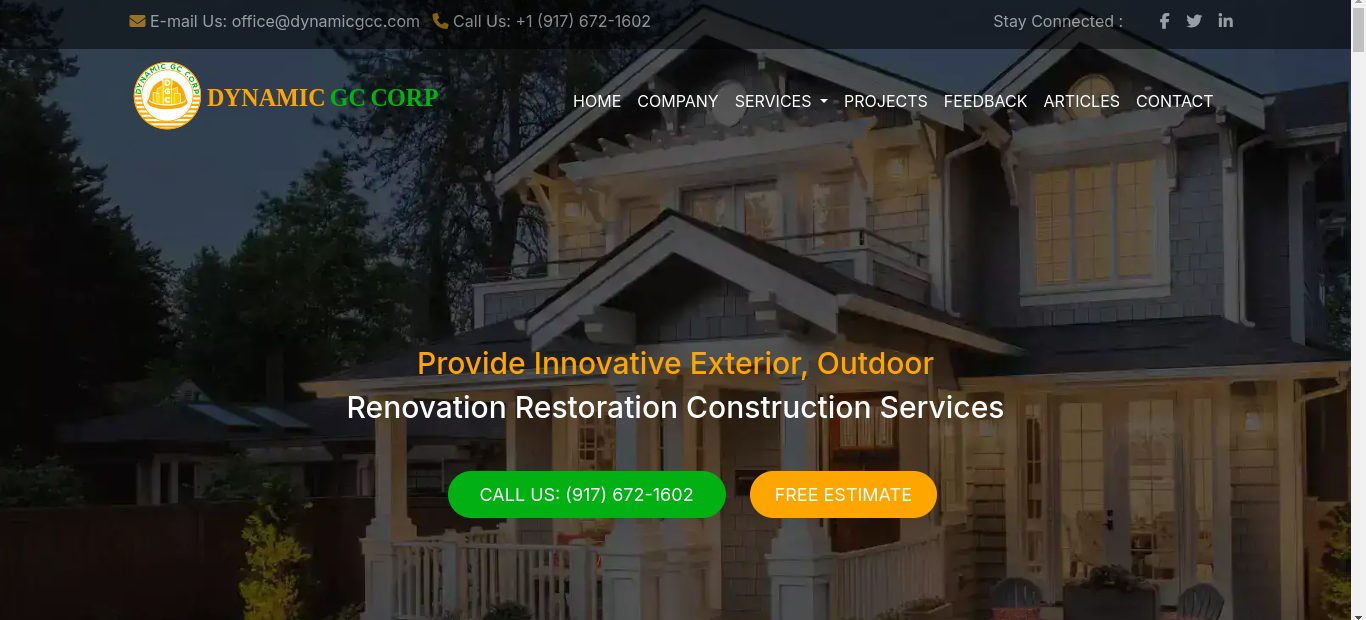 E-mail Us: office@dynamicgcc.com Call Us: +1 (917) 672-1602 Stay Connected :
DYNAMIC GC CORP
DYNAMIC GC CORP
HOME COMPANY SERVICES PROJECTS FEEDBACK ARTICLES CONTACT
Provide Innovative Exterior, Outdoor
Renovation Restoration Construction Services
CALL US: (917) 672-1602 FREE ESTIMATE